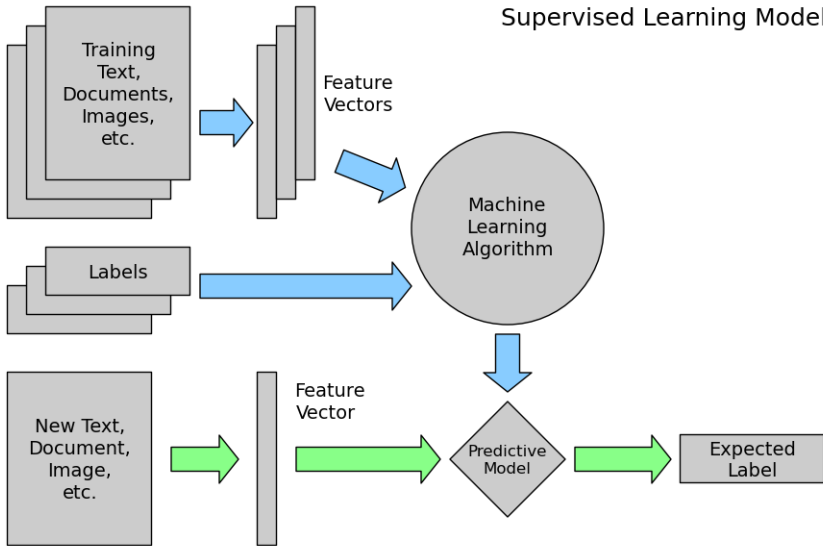 Supervised Learning Model
Training
Text,
Documents,
Images,
etc.
Feature
Vectors
Machine
Learning
Algorithm
Labels
New Text,
Document,
Image,
etc.
Feature
Vector
Predictive
Model
Expected
Label